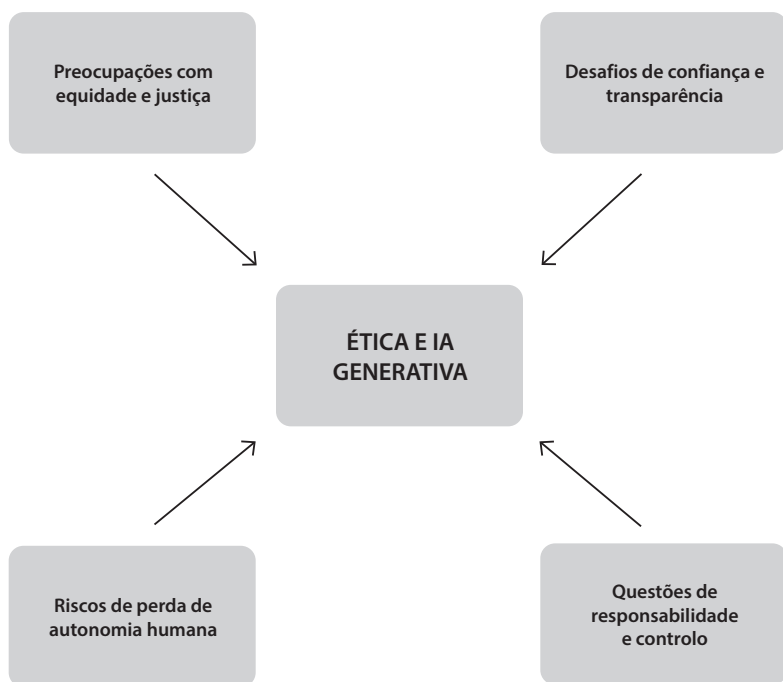 Preocupações com
equidade e justiça
Desafios de confiança e
transparência
ÉTICA E IA
GENERATIVA
Riscos de perda de
autonomia humana
Questões de
responsabilidade
e controlo